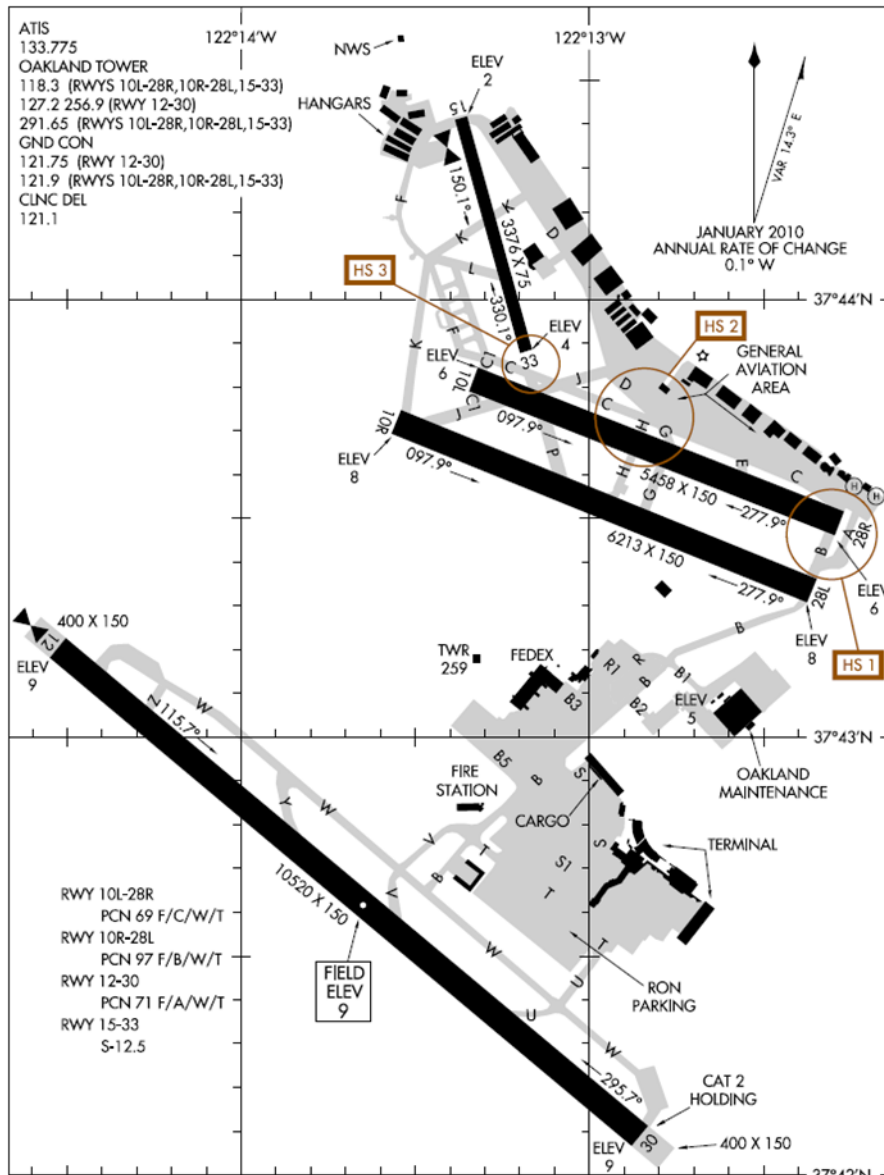 ATIS
133.775
OAKLAND TOWER
118.3 (RWYS 10L-28R,10R-28L,15-33)
127.2 256.9 (RWY 12-30)
291.65 (RWYS 10L-28R,10R-28L,15-33)
GND CON
121.75 (RWY 12-30)
121.9 (RWYS 10L-28R,10R-28L,15-33)
CLNC DEL
121.1
122°14'W
122°13'W
NWS
ELEV
2
HANGARS
15
VAR 14.3° E
JANUARY 2010
ANNUAL RATE OF CHANGE
0.1° W
F
150.1°
K
D
3376 X 75
K
L
HS 3
330.1°
37°44'N
ELEV
4
HS 2
F
33
K
ELEV
6
C1
C
J
D
GENERAL
AVIATION
AREA
10L
C1
C
H
G
10R
J
097.9°
P
E
C
H
H
ELEV
8
097.9°
H
G
5458 X 150
277.9°
A
28R
B
6213 X 150
277.9°
28L
ELEV
6
ELEV
8
HS 1
B
400 X 150
12
ELEV
9
TWR
259
FEDEX
R1
R
B
B1
B3
B2
ELEV
5
W
Z
115.7°
37°43'N
B5
B
S
OAKLAND
MAINTENANCE
FIRE
STATION
CARGO
Y
W
V
T
S1
S
TERMINAL
B
T
10520 X 150
V
W
T
RWY 10L-28R
PCN 69 F/C/W/T
RWY 10R-28L
PCN 97 F/B/W/T
RWY 12-30
PCN 71 F/A/W/T
RWY 15-33
S-12.5
FIELD
ELEV
9
RON
PARKING
U
U
W
295.7°
CAT 2
HOLDING
30
ELEV
9
400 X 150
37°42'N